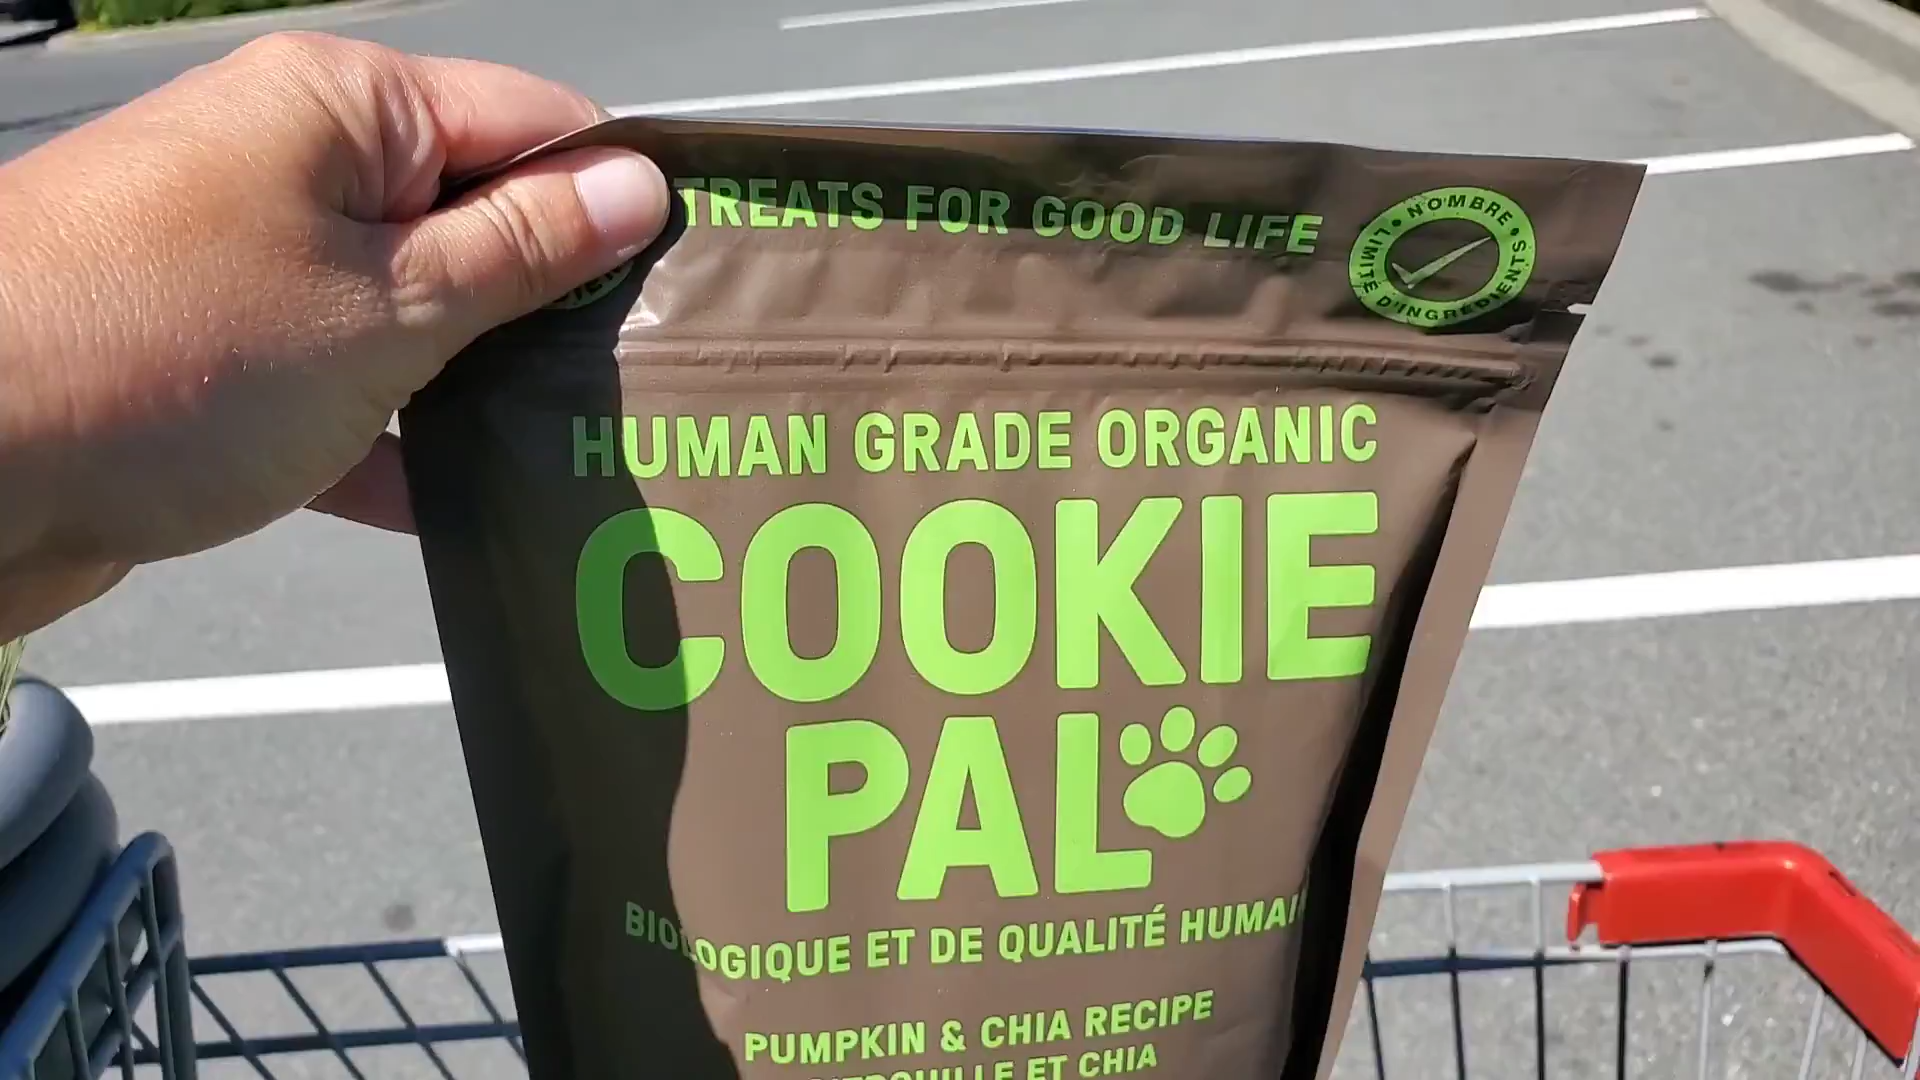 TREATS FOR GOOD LIFE
NOMBRE
LIMITÉ D'INGRÉDIENTS
HUMAN GRADE ORGANIC
COOKIE
PAL
BIOLOGIQUE ET DE QUALITÉ
PUMPKIN & CHIA RECIPE
ET CHIA